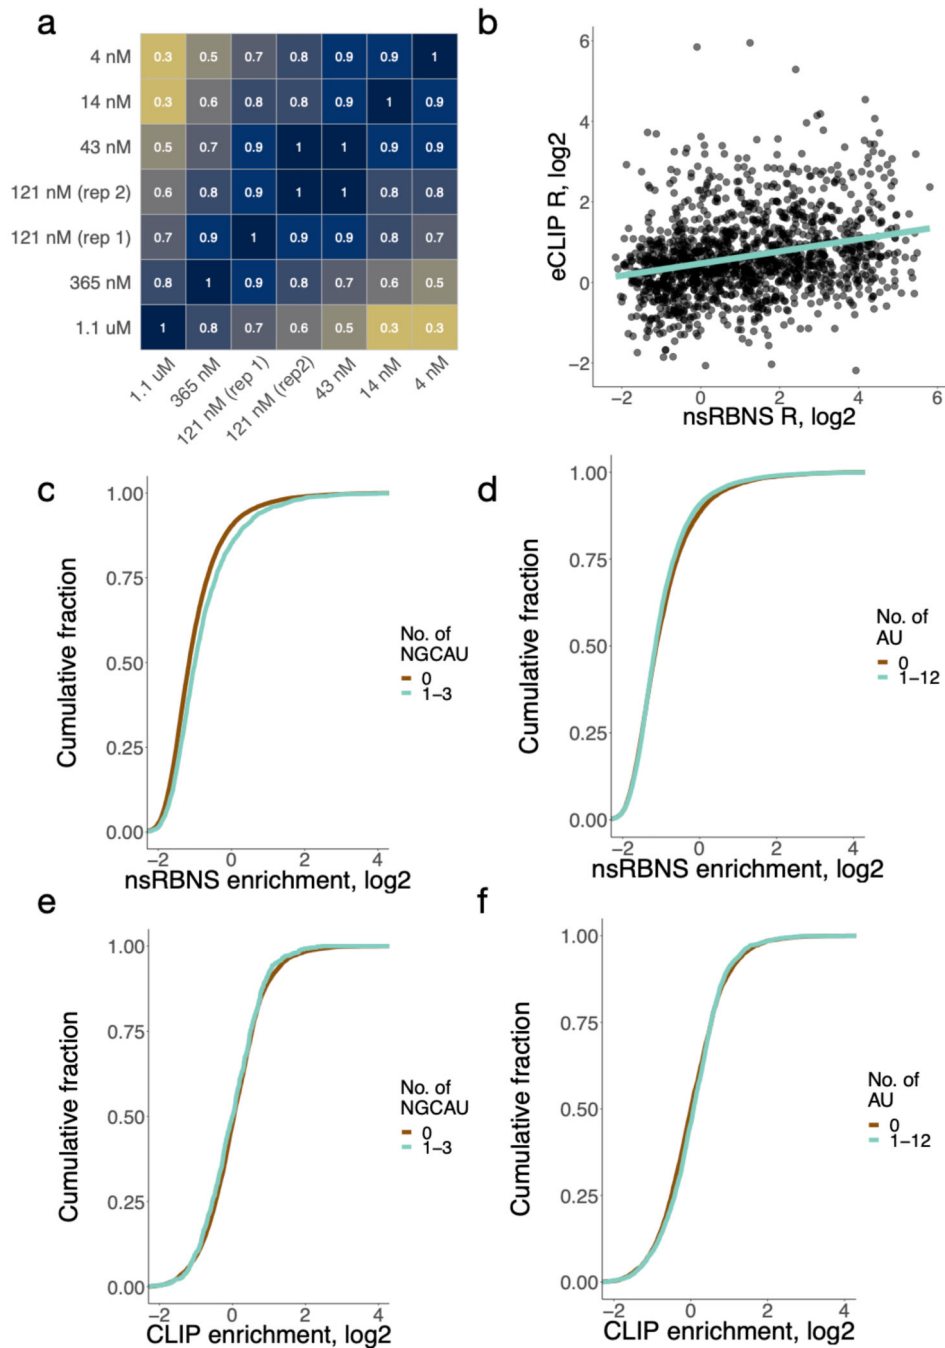 a
4 nM 0.3 0.5 0.7 0.8 0.9 0.9 1
14 nM 0.3 0.6 0.8 0.8 0.9 1 0.9
43 nM 0.5 0.7 0.9 1 1 0.9 0.9
121 nM (rep 2) 0.6 0.8 0.9 1 1 0.8 0.8
121 nM (rep 1) 0.7 0.9 1 0.9 0.9 0.8 0.7
365 nM 0.8 1 0.9 0.8 0.7 0.6 0.5
1.1 uM 1 0.8 0.7 0.6 0.5 0.3 0.3
1.1 uM
365 nM
121 nM (rep 1)
121 nM (rep2)
43 nM
14 nM
4 nM
b
eCLIP R, log2
6
4
2
0
−2
−2 0 2 4 6
nsRBNS R, log2
c
Cumulative fraction
1.00
0.75
0.50
0.25
0.00
−2 0 2 4
nsRBNS enrichment, log2
No. of
NGCAU
0
1−3
d
Cumulative fraction
1.00
0.75
0.50
0.25
0.00
−2 0 2 4
nsRBNS enrichment, log2
No. of
AU
0
1−12
e
Cumulative fraction
1.00
0.75
0.50
0.25
0.00
−2 0 2 4
CLIP enrichment, log2
No. of
NGCAU
0
1−3
f
Cumulative fraction
1.00
0.75
0.50
0.25
0.00
−2 0 2 4
CLIP enrichment, log2
No. of
AU
0
1−12